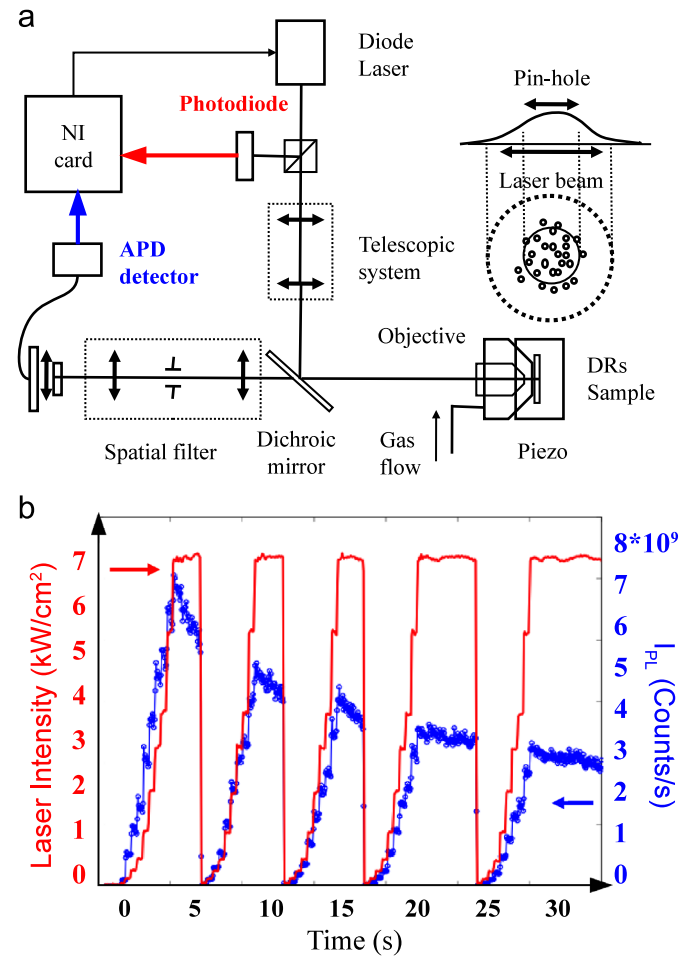 a
Diode
Laser
Photodiode
NI
card
Pin-hole
Laser beam
APD
detector
Telescopic
system
Objective
DRs
Sample
Spatial filter
Dichroic
mirror
Gas
flow
Piezo
b
Laser Intensity (kW/cm²)
7
6
5
4
3
2
1
0
8*10⁹
7
6
5
4
3
2
1
0
I_PL (Counts/s)
0 5 10 15 20 25 30
Time (s)